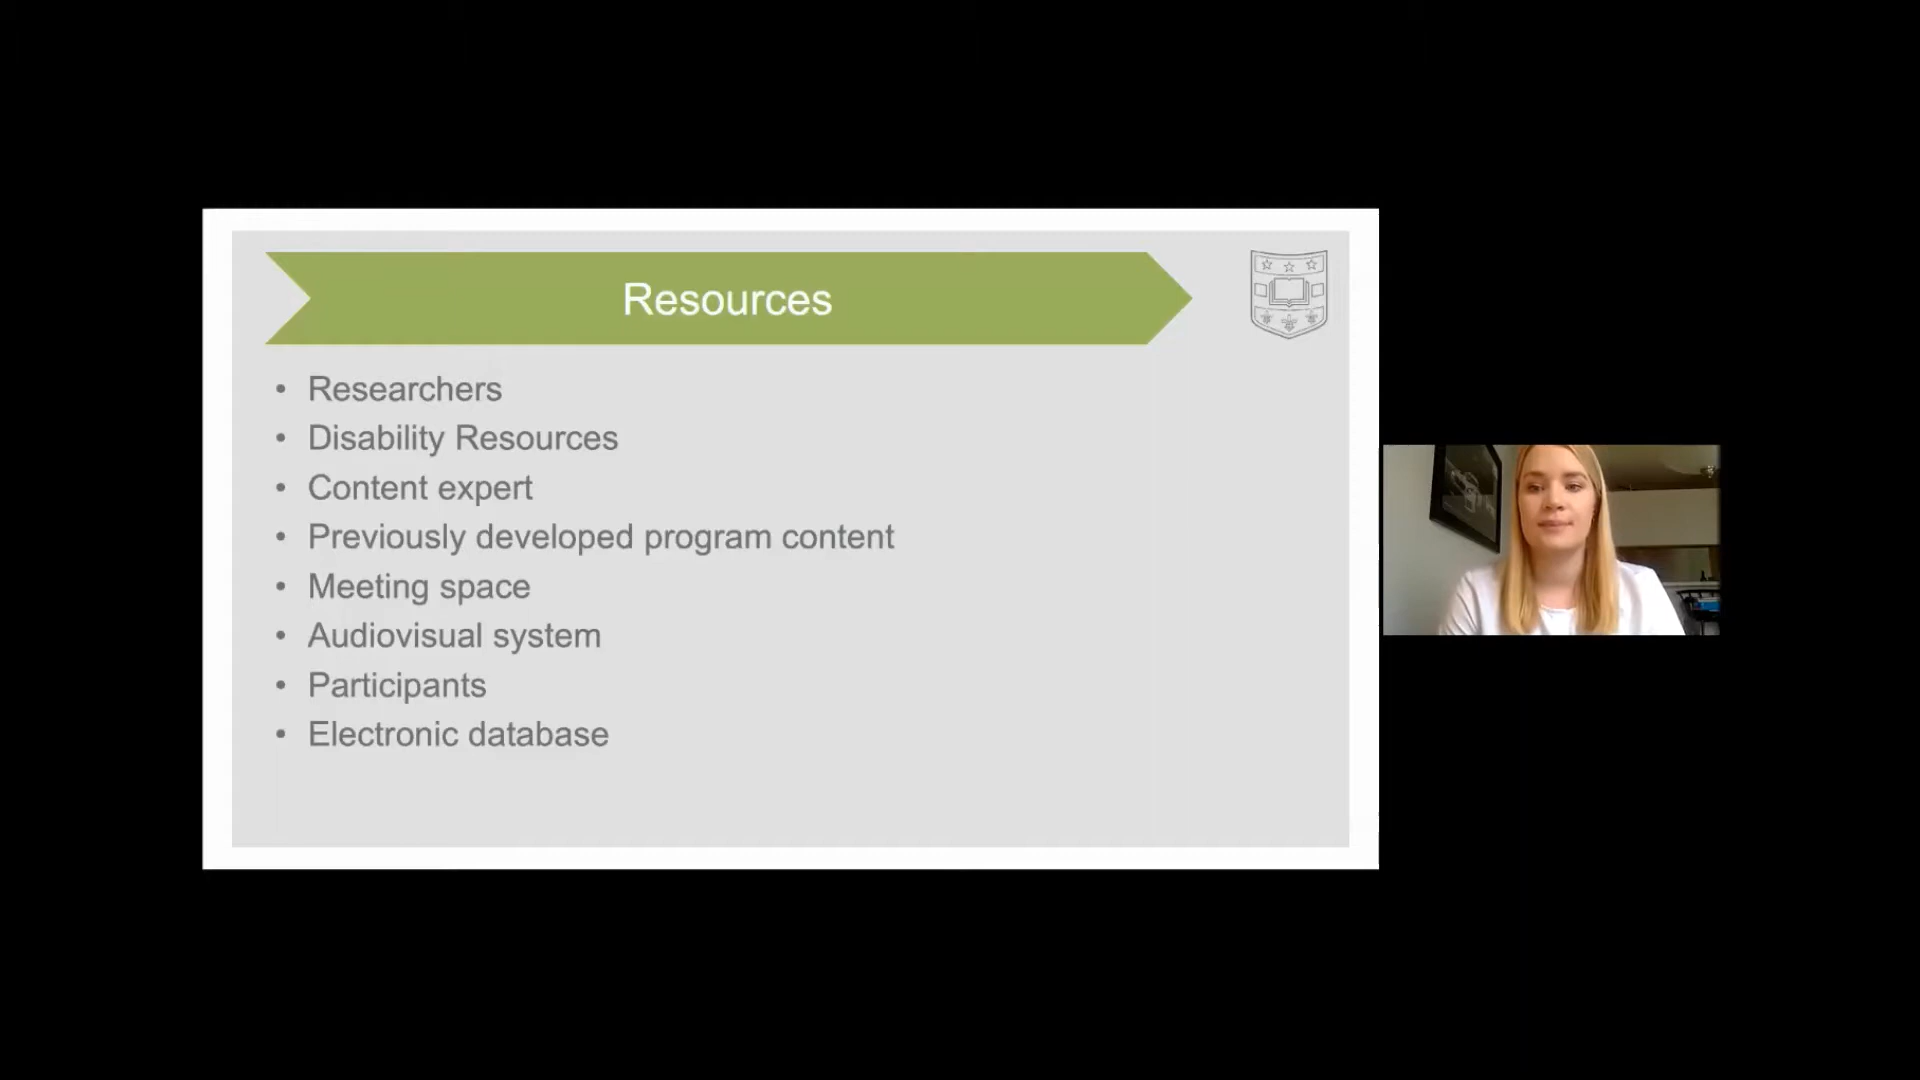 Resources
• Researchers
• Disability Resources
• Content expert
• Previously developed program content
• Meeting space
• Audiovisual system
• Participants
• Electronic database